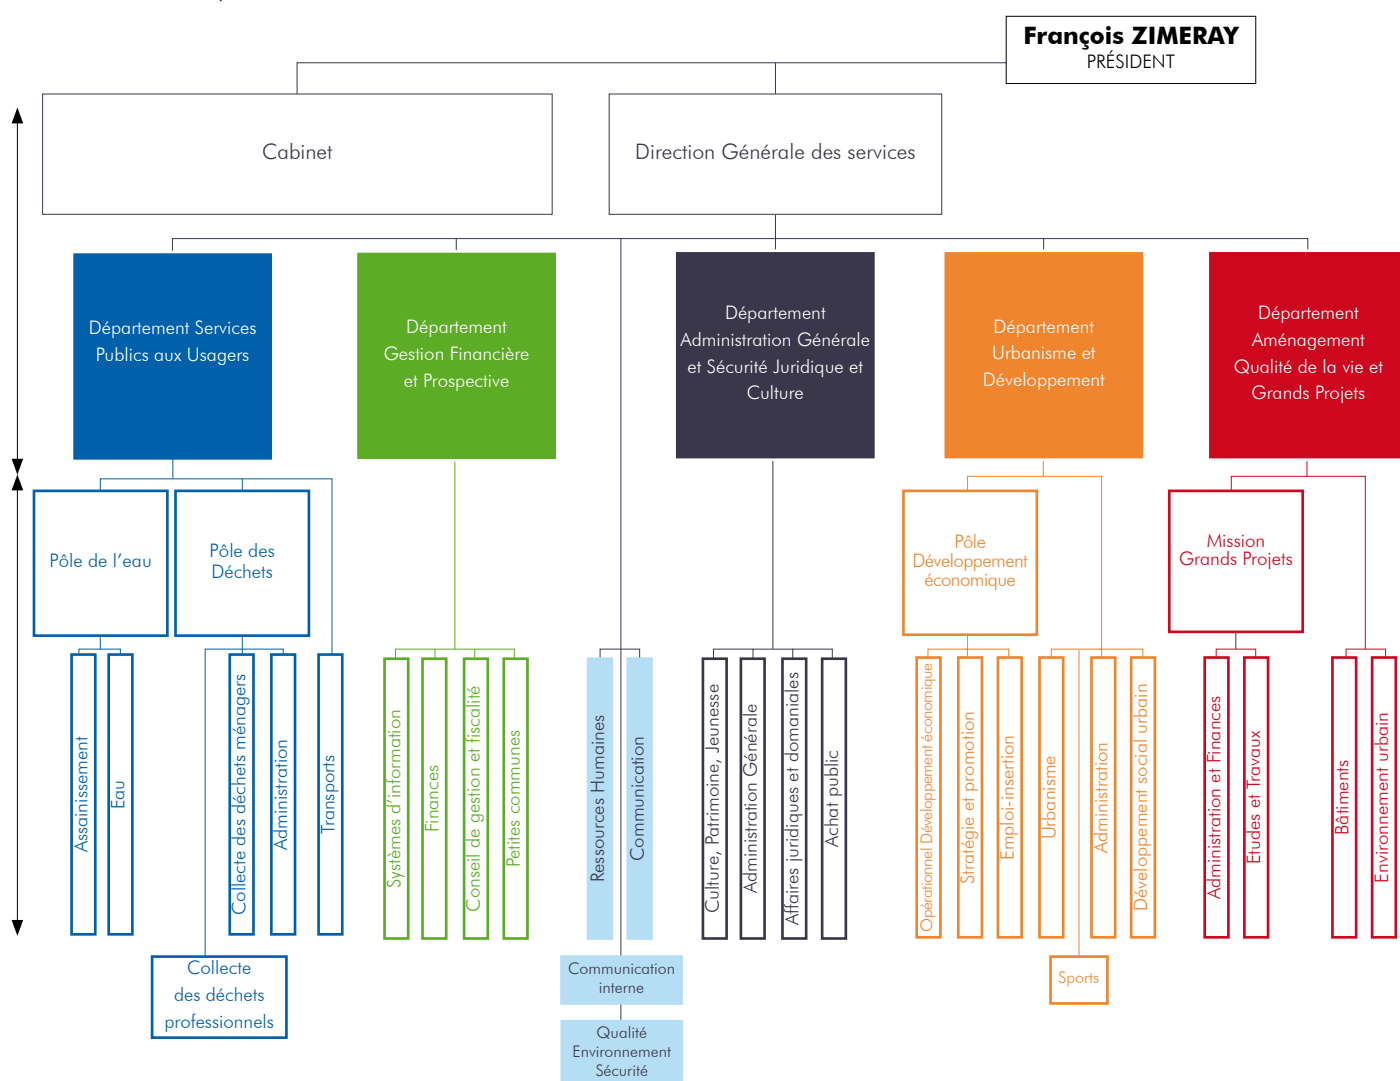 François ZIMERAY
PRÉSIDENT
Cabinet
Direction Générale des services
Département Services
Publics aux Usagers
Département
Gestion Financière
et Prospective
Département
Administration Générale
et Sécurité Juridique et
Culture
Département
Urbanisme et
Développement
Département
Aménagement
Qualité de la vie et
Grands Projets
Pôle de l'eau
Pôle des
Déchets
Pôle
Développement
économique
Mission
Grands Projets
Assainissement
Eau
Collecte des déchets ménagers
Administration
Transports
Systèmes d'information
Finances
Conseil de gestion et fiscalité
Petites communes
Ressources Humaines
Communication
Culture, Patrimoine, Jeunesse
Administration Générale
Affaires juridiques et domaniales
Achat public
Opérationnel Développement économique
Stratégie et promotion
Emploi-insertion
Urbanisme
Administration
Développement social urbain
Administration et Finances
Etudes et Travaux
Bâtiments
Environnement urbain
Collecte
des déchets
professionnels
Communication
interne
Sports
Qualité
Environnement
Sécurité